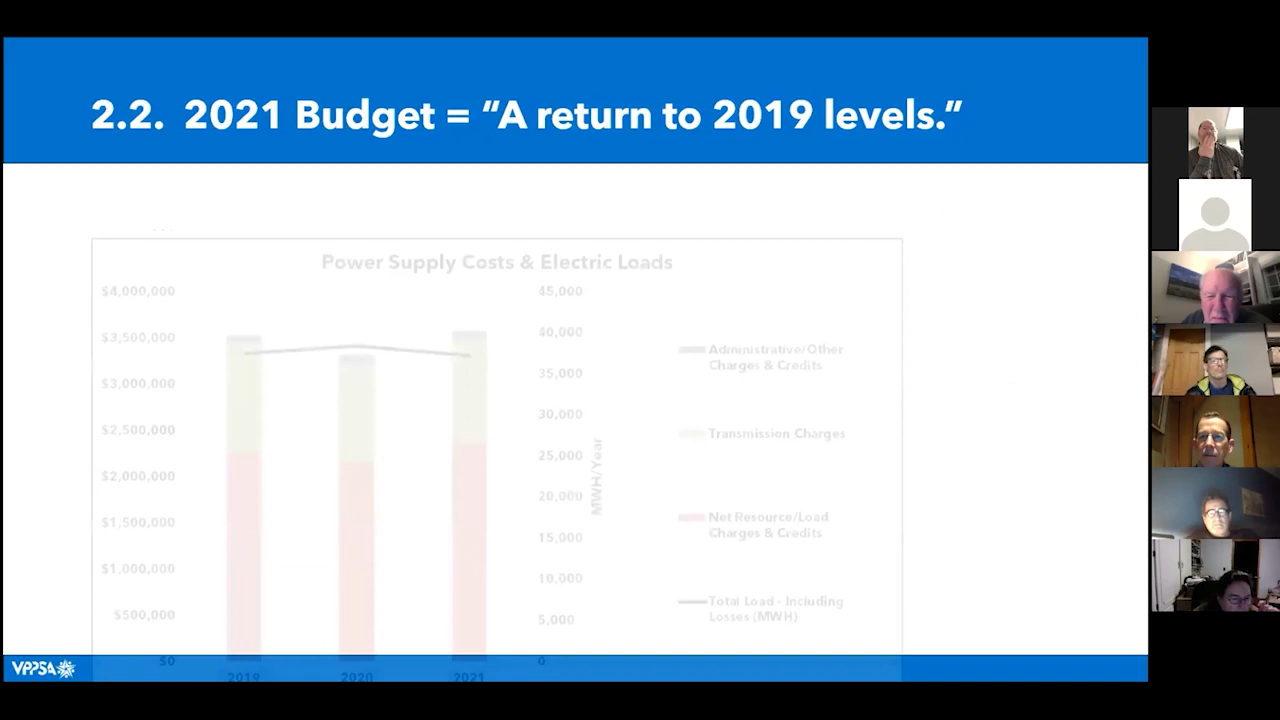 2.2. 2021 Budget = “A return to 2019 levels.”
Power Supply Costs & Electric Loads
$4,000,000
$3,500,000
$3,000,000
$2,500,000
$2,000,000
$1,500,000
$1,000,000
$500,000
$0
45,000
40,000
35,000
30,000
25,000
20,000
15,000
10,000
5,000
0
MWH/Year
Administrative/Other
Charges & Credits
Transmission Charges
Net Resource/Load
Charges & Credits
Total Load - Including
Losses (MWH)
2019 2020 2021
VPPSA